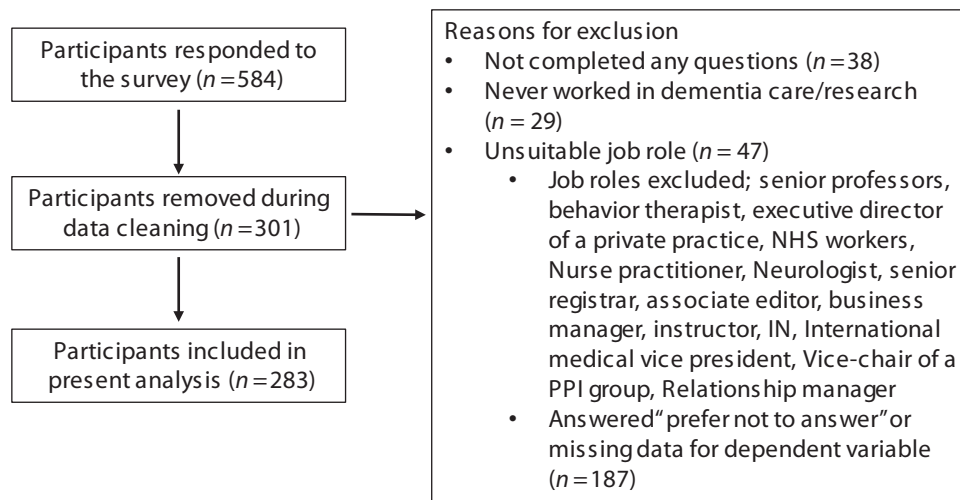 Participants responded to
the survey (n = 584)
Participants removed during
data cleaning (n = 301)
Participants included in
present analysis (n = 283)
Reasons for exclusion
• Not completed any questions (n = 38)
• Never worked in dementia care/research
(n = 29)
• Unsuitable job role (n = 47)
• Job roles excluded; senior professors,
behavior therapist, executive director
of a private practice, NHS workers,
Nurse practitioner, Neurologist, senior
registrar, associate editor, business
manager, instructor, IN, International
medical vice president, Vice-chair of a
PPI group, Relationship manager
• Answered “prefer not to answer” or
missing data for dependent variable
(n = 187)